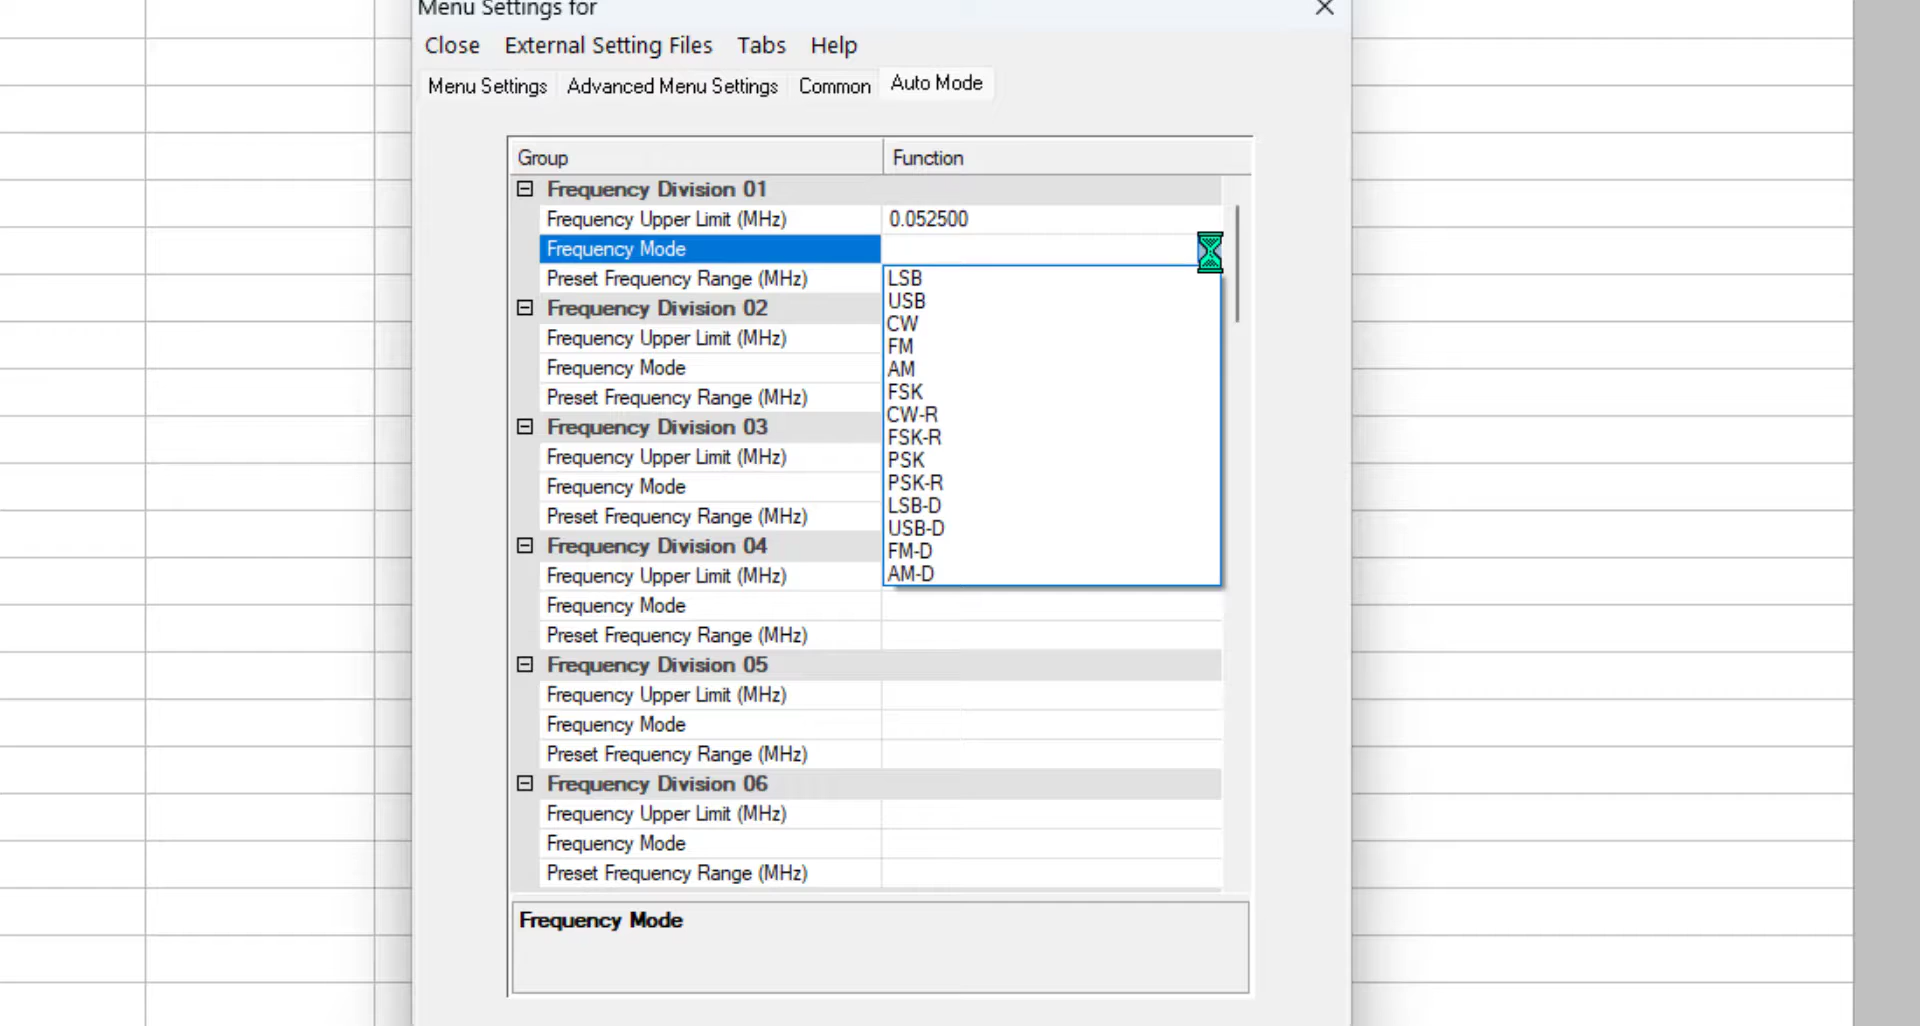 Menu Settings for
Close External Setting Files Tabs Help
Menu Settings Advanced Menu Settings Common Auto Mode
Group Function
Frequency Division 01
Frequency Upper Limit (MHz) 0.052500
Frequency Mode
Preset Frequency Range (MHz)
LSB
USB
CW
FM
AM
FSK
CW-R
FSK-R
PSK
PSK-R
LSB-D
USB-D
FM-D
AM-D
Frequency Division 02
Frequency Upper Limit (MHz)
Frequency Mode
Preset Frequency Range (MHz)
Frequency Division 03
Frequency Upper Limit (MHz)
Frequency Mode
Preset Frequency Range (MHz)
Frequency Division 04
Frequency Upper Limit (MHz)
Frequency Mode
Preset Frequency Range (MHz)
Frequency Division 05
Frequency Upper Limit (MHz)
Frequency Mode
Preset Frequency Range (MHz)
Frequency Division 06
Frequency Upper Limit (MHz)
Frequency Mode
Preset Frequency Range (MHz)
Frequency Mode